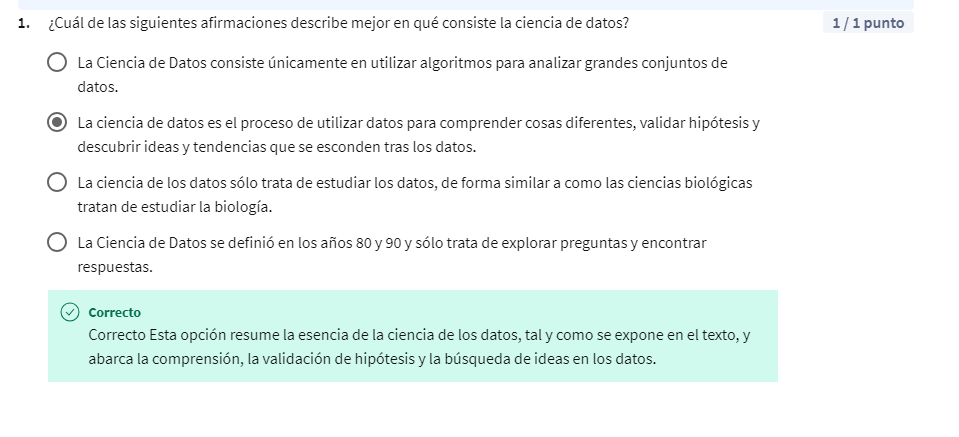 1. ¿Cuál de las siguientes afirmaciones describe mejor en qué consiste la ciencia de datos?
1 / 1 punto
La Ciencia de Datos consiste únicamente en utilizar algoritmos para analizar grandes conjuntos de
datos.
La ciencia de datos es el proceso de utilizar datos para comprender cosas diferentes, validar hipótesis y
descubrir ideas y tendencias que se esconden tras los datos.
La ciencia de los datos sólo trata de estudiar los datos, de forma similar a como las ciencias biológicas
tratan de estudiar la biología.
La Ciencia de Datos se definió en los años 80 y 90 y sólo trata de explorar preguntas y encontrar
respuestas.
Correcto
Correcto Esta opción resume la esencia de la ciencia de los datos, tal y como se expone en el texto, y
abarca la comprensión, la validación de hipótesis y la búsqueda de ideas en los datos.